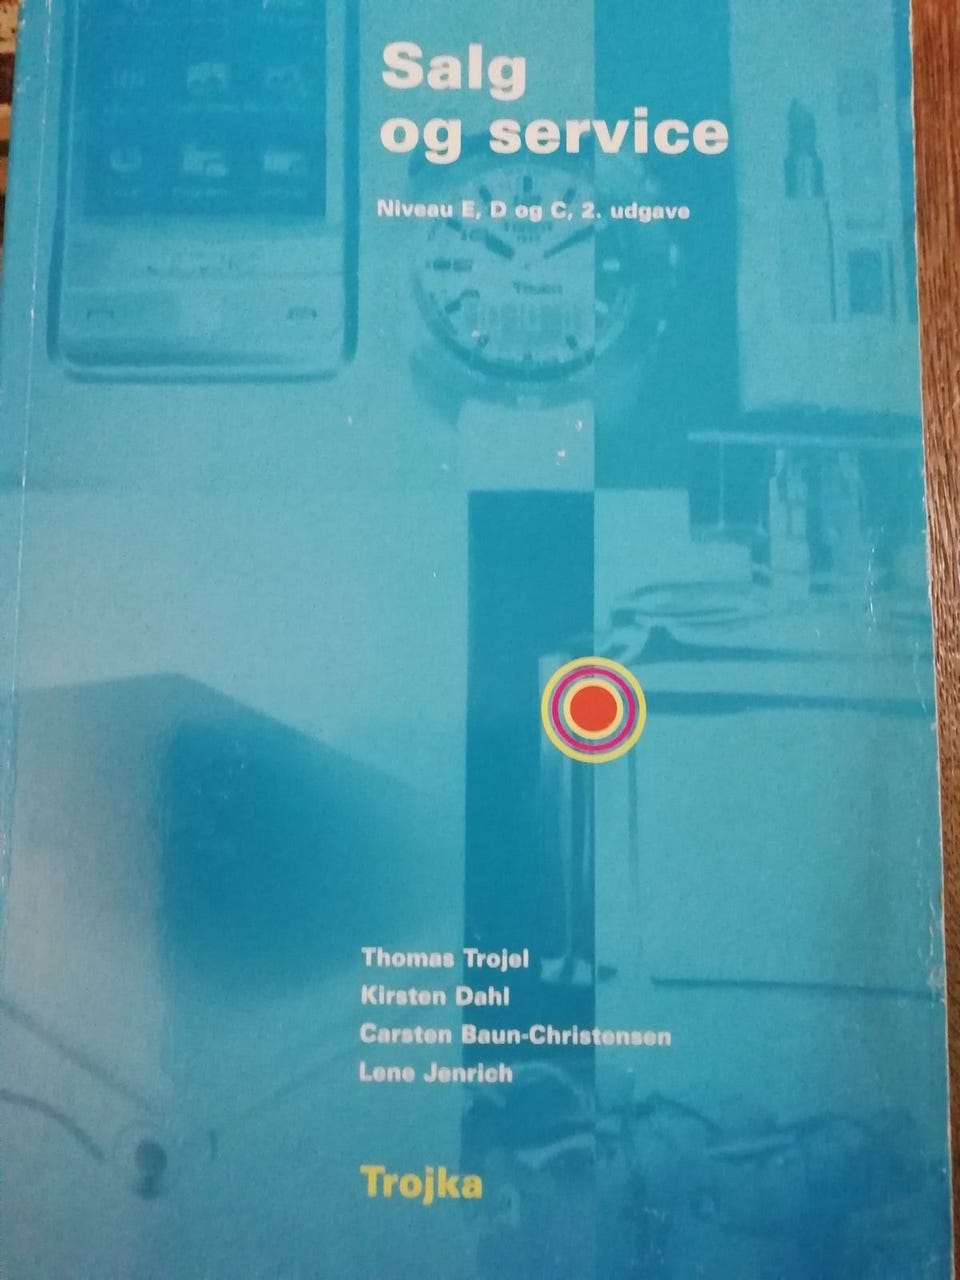 Salg
og service
Niveau E, D og C, 2. udgave
Thomas Trojel
Kirsten Dahl
Carsten Baun-Christensen
Lene Jenrich
Trojka